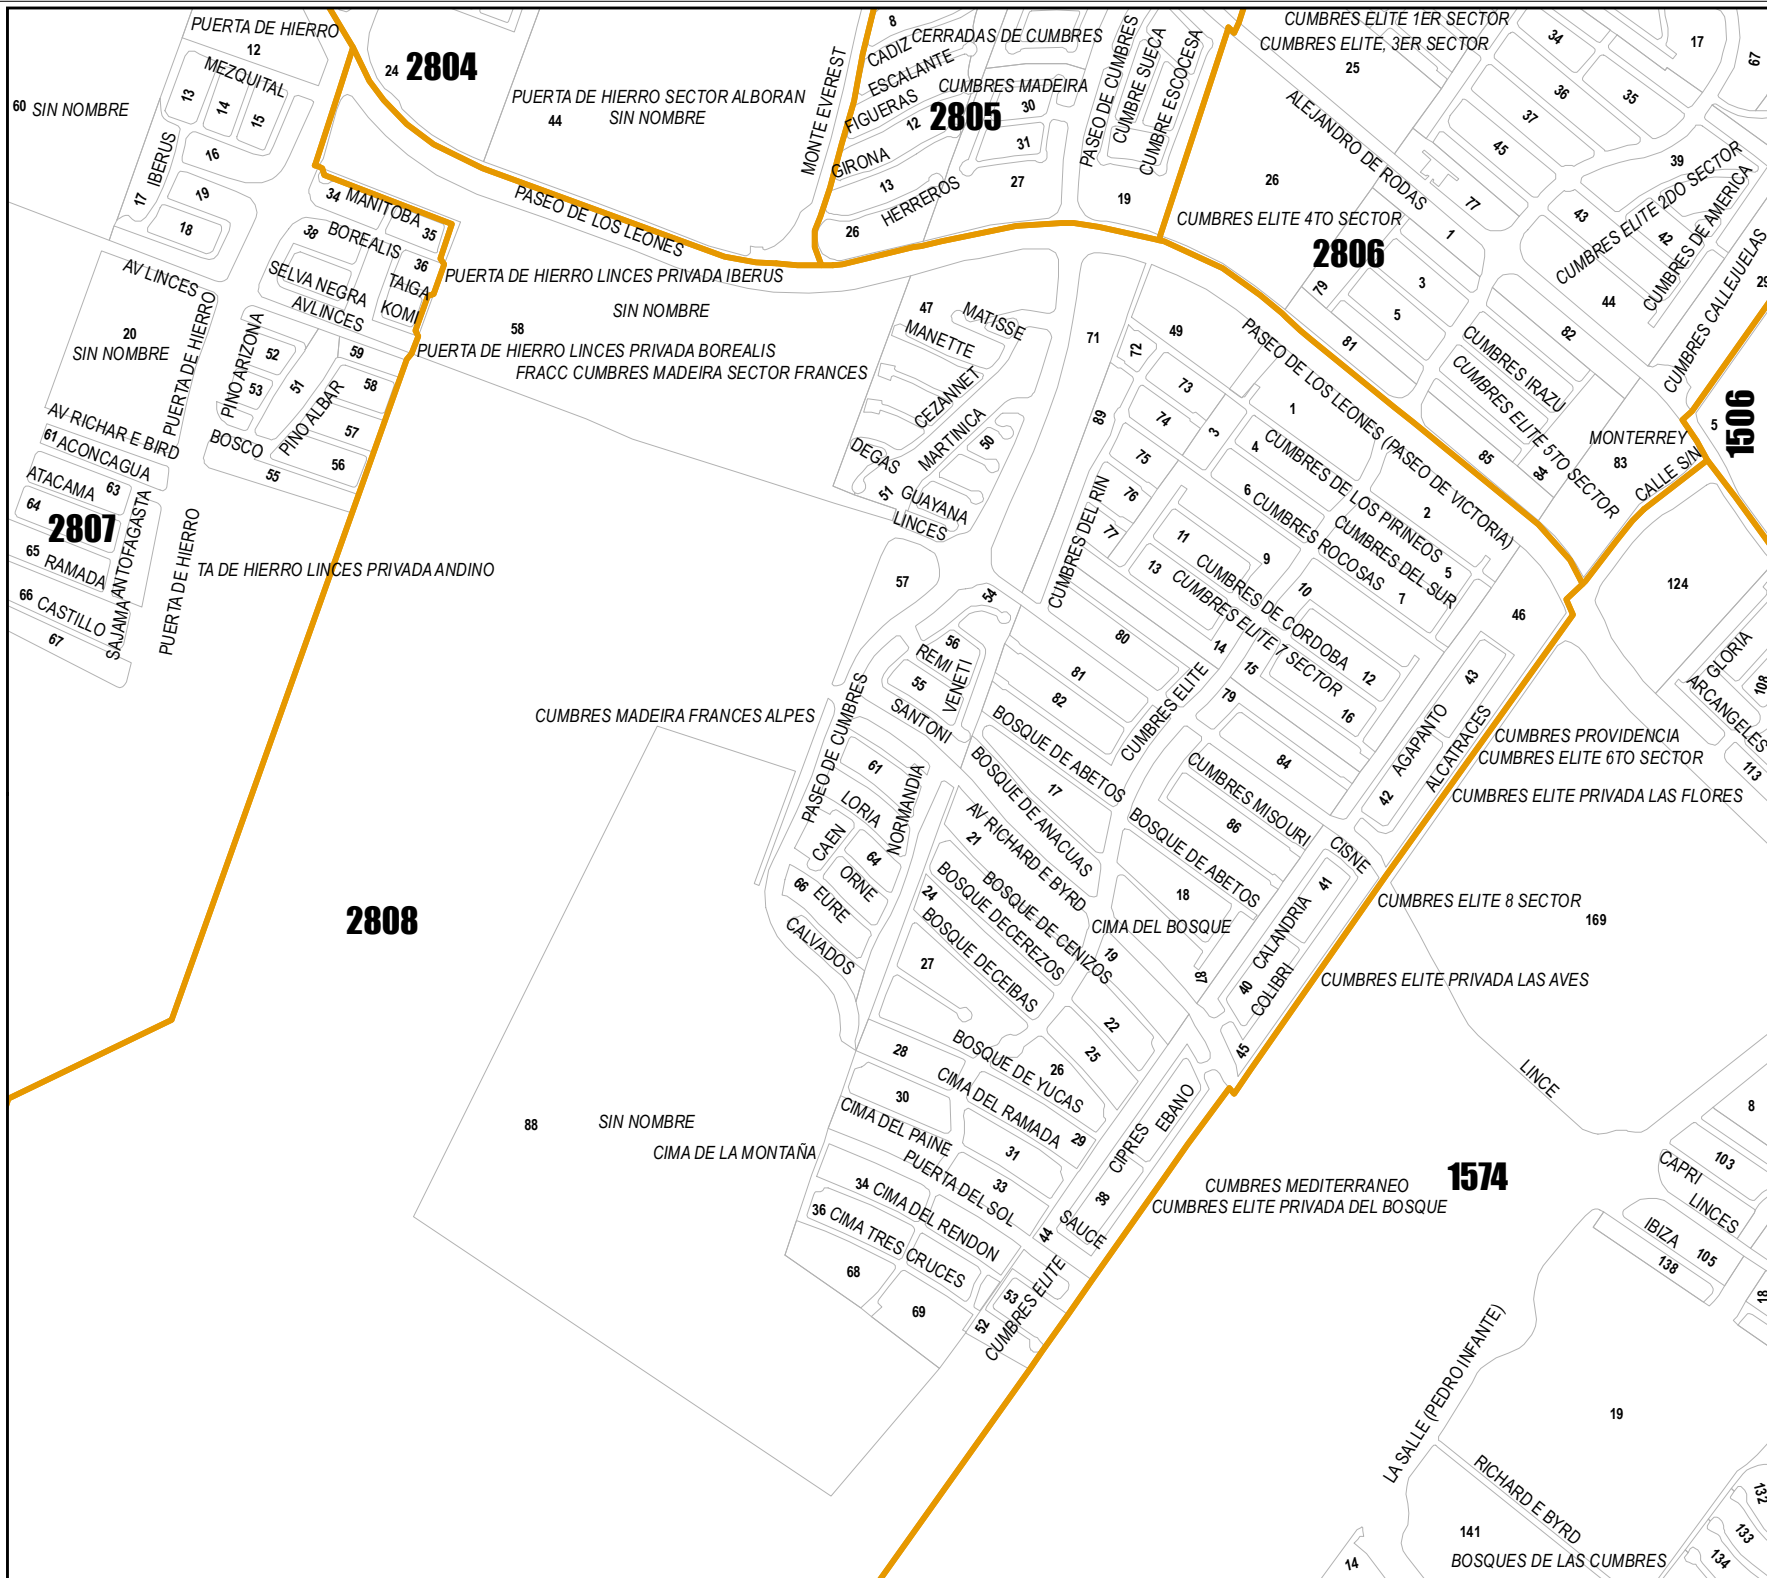 PUERTA DE HIERRO
12
MEZQUITAL
13
14
15
60 SIN NOMBRE
IBERUS
16
17
19
18
24
2804
PUERTA DE HIERRO SECTOR ALBORAN
44
SIN NOMBRE
MONTE EVEREST
8
CADIZ
CERRADAS DE CUMBRES
ESCALANTE
CUMBRES MADEIRA
FIGUERAS
12
2805
30
31
GIRONA
13
27
HERREROS
26
PASEO DE CUMBRES
CUMBRE SUECA
CUMBRE ESCOCESA
19
CUMBRES ELITE 1ER SECTOR
CUMBRES ELITE, 3ER SECTOR
25
34
17
67
36
35
37
45
ALEJANDRO DE RODAS
39
26
77
CUMBRES ELITE 4TO SECTOR
1
43
CUMBRES ELITE 2DO SECTOR
42
CUMBRES DE AMERICA
2806
3
79
5
44
CUMBRES CALLEJUELAS
29
81
82
CUMBRES IRAZU
CUMBRES ELITE 5TO SECTOR
85
84
MONTERREY
83
CALLE S/N
5
1506
34 MANITOBA
35
38
BOREALIS
36
SELVA NEGRA
TAIGA
AVLINCES
KOMI
PASEO DE LOS LEONES
PUERTA DE HIERRO LINCES PRIVADA IBERUS
SIN NOMBRE
58
PUERTA DE HIERRO LINCES PRIVADA BOREALIS
FRACC CUMBRES MADEIRA SECTOR FRANCES
AV LINCES
20
SIN NOMBRE
PUERTA DE HIERRO
PINO ARIZONA
52
53
51
59
58
PINO ALBAR
57
BOSCO
56
55
AV RICHAR E BIRD
61 ACONCAGUA
ATACAMA 63
64
2807
65 RAMADA
66 CASTILLO
67
SAJAMA ANTOFAGASTA
PUERTA DE HIERRO
TA DE HIERRO LINCES PRIVADA ANDINO
47
MATISSE
MANETTE
CEZANNET
MARTINICA
50
DEGAS
51
GUAYANA
LINCES
71
72
49
73
89
74
3
75
76
77
CUMBRES DEL RIN
PASEO DE LOS LEONES (PASEO DE VICTORIA)
1
4
CUMBRES DE LOS PIRINEOS
2
5
6 CUMBRES ROCOSAS
7
CUMBRES DEL SUR
11
9
10
CUMBRES DE CORDOBA
12
13
CUMBRES ELITE 7 SECTOR
46
124
GLORIA
108
ARCANGELES
113
57
54
56
REMI
55
VENETI
SANTONI
80
81
82
14
15
79
16
CUMBRES ELITE
43
AGAPANTO
ALCATRACES
42
CUMBRES PROVIDENCIA
CUMBRES ELITE 6TO SECTOR
CUMBRES ELITE PRIVADA LAS FLORES
CUMBRES MADEIRA FRANCES ALPES
PASEO DE CUMBRES
61
LORIA
NORMANDIA
CAEN
64
ORNE
66 EURE
CALVADOS
BOSQUE DE ABETOS
BOSQUE DE ANACUAS
17
AV RICHARD E BYRD
21
CUMBRES MISOURI
84
86
BOSQUE DE ABETOS
18
CISNE
41
CALANDRIA
COLIBRI
40
45
CUMBRES ELITE 8 SECTOR
169
CUMBRES ELITE PRIVADA LAS AVES
CIMA DEL BOSQUE
BOSQUE DE CENIZOS
19
BOSQUE DECEREZOS
24
BOSQUE DECEIBAS
27
87
22
25
26
28
BOSQUE DE YUCAS
30
CIMA DEL RAMADA
29
CIMA DEL PAINE
31
PUERTA DEL SOL
33
34 CIMA DEL RENDON
36 CIMA TRES CRUCES
68
69
CIPRES
EBANO
38
SAUCE
44
CUMBRES ELITE
53
52
2808
88
SIN NOMBRE
CIMA DE LA MONTAÑA
LINCE
8
103
CAPRI
LINCES
IBIZA
105
138
18
1574
CUMBRES MEDITERRANEO
CUMBRES ELITE PRIVADA DEL BOSQUE
LA SALLE (PEDRO INFANTE)
19
RICHARD E BYRD
132
133
134
141
14
BOSQUES DE LAS CUMBRES